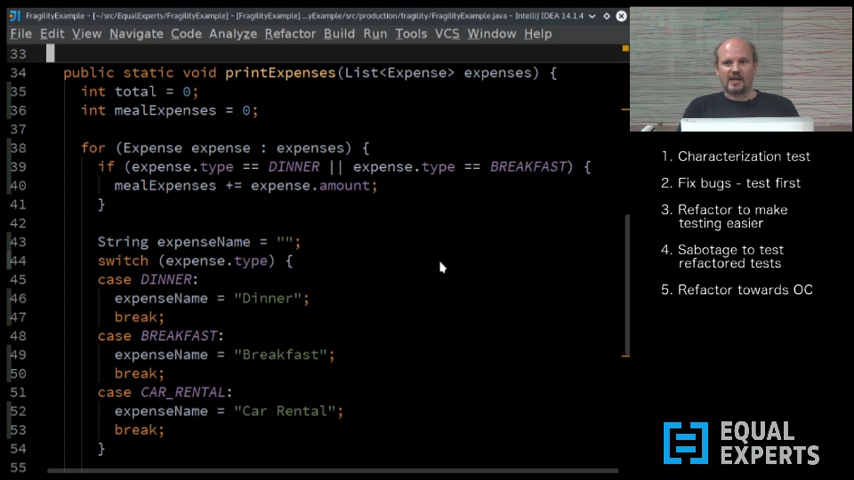 FragilityExample - [~/src/EqualExperts/FragilityExample] - [FragilityExample] ...yExample/src/production/fragility/FragilityExample.java - IntelliJ IDEA 14.1.4
File Edit View Navigate Code Analyze Refactor Build Run Tools VCS Window Help
33
34 public static void printExpenses(List<Expense> expenses) {
35 int total = 0;
36 int mealExpenses = 0;
37
38 for (Expense expense : expenses) {
39 if (expense.type == DINNER || expense.type == BREAKFAST) {
40 mealExpenses += expense.amount;
41 }
42
43 String expenseName = "";
44 switch (expense.type) {
45 case DINNER:
46 expenseName = "Dinner";
47 break;
48 case BREAKFAST:
49 expenseName = "Breakfast";
50 break;
51 case CAR_RENTAL:
52 expenseName = "Car Rental";
53 break;
54 }
55
1. Characterization test
2. Fix bugs - test first
3. Refactor to make
testing easier
4. Sabotage to test
refactored tests
5. Refactor towards OC
EQUAL
EXPERTS